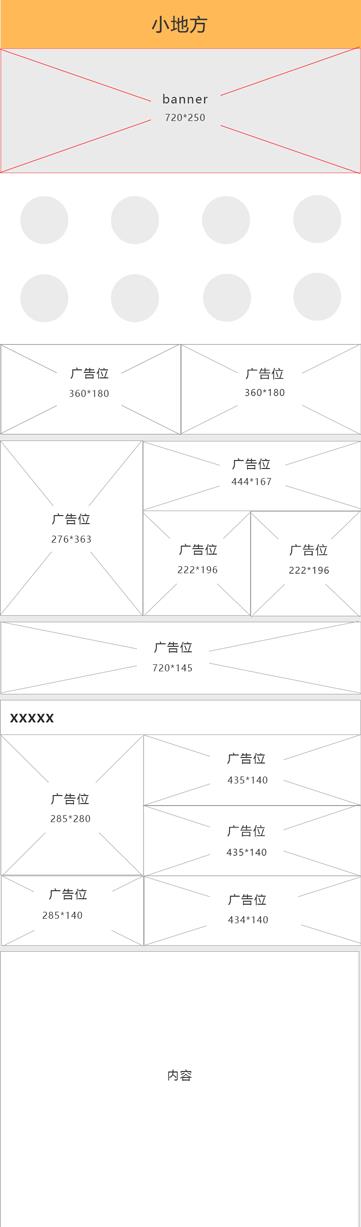 小地方
banner
720*250
广告位
360*180
广告位
360*180
广告位
276*363
广告位
444*167
广告位
222*196
广告位
222*196
广告位
720*145
XXXXX
广告位
285*280
广告位
435*140
广告位
435*140
广告位
285*140
广告位
434*140
内容